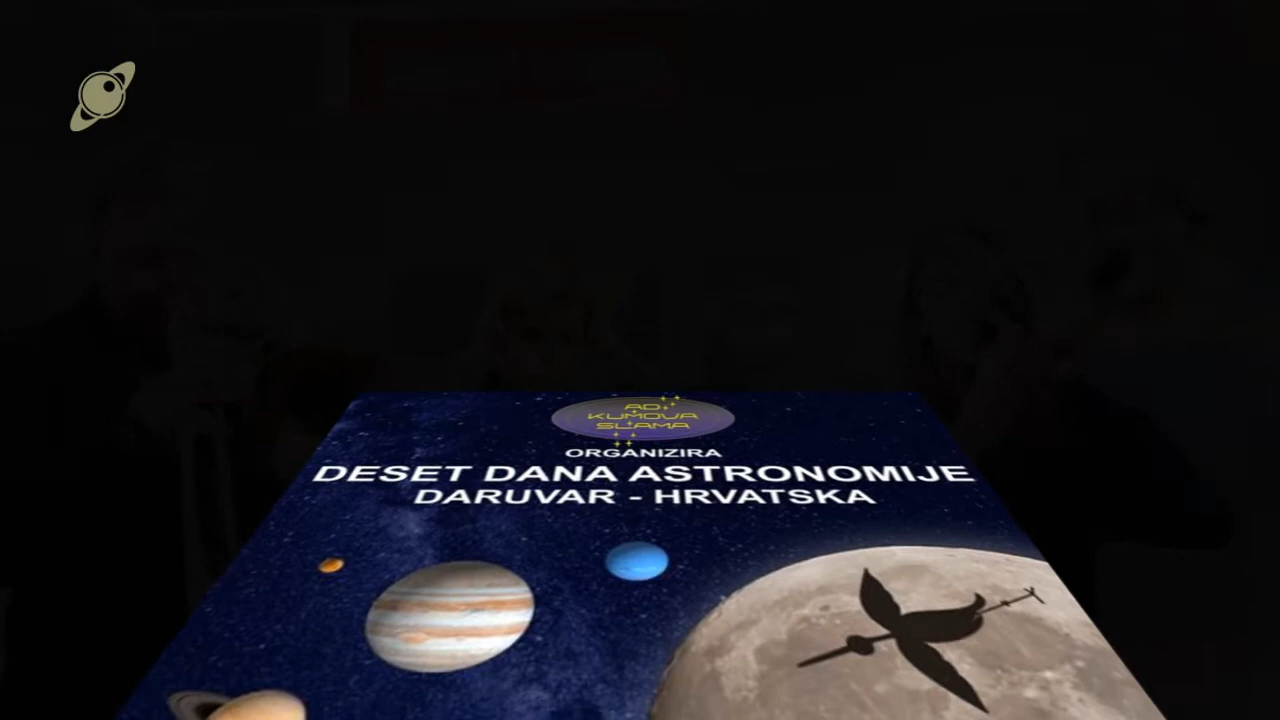 AD
KUMOVA
SLAMA
ORGANIZIRA
DESET DANA ASTRONOMIJE
DARUVAR - HRVATSKA